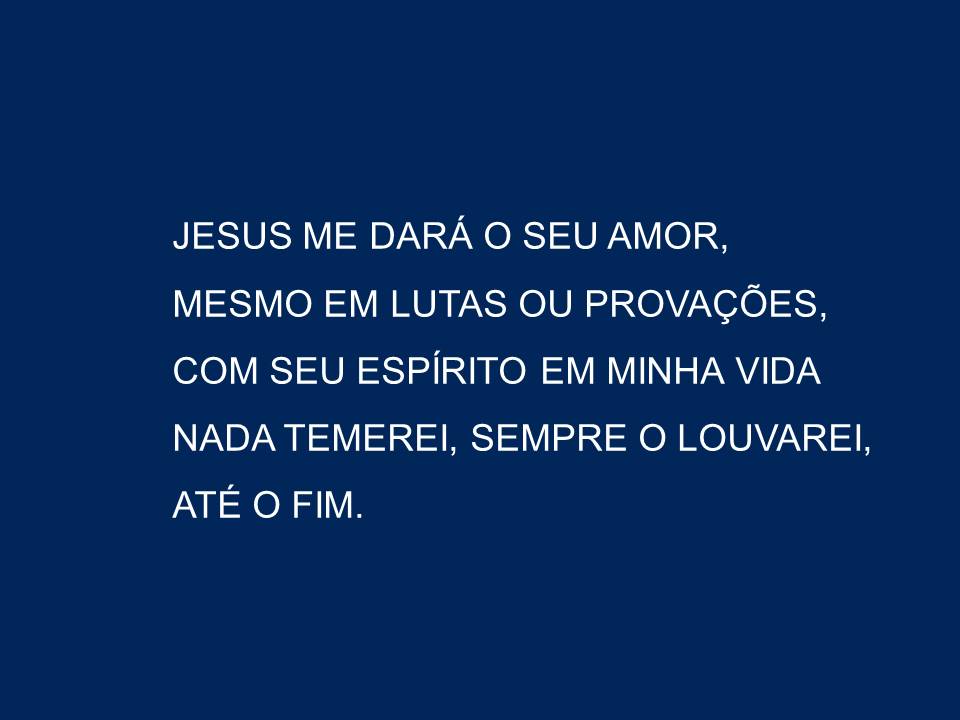 JESUS ME DARÁ O SEU AMOR,
MESMO EM LUTAS OU PROVAÇÕES,
COM SEU ESPÍRITO EM MINHA VIDA
NADA TEMEREI, SEMPRE O LOUVAREI,
ATÉ O FIM.